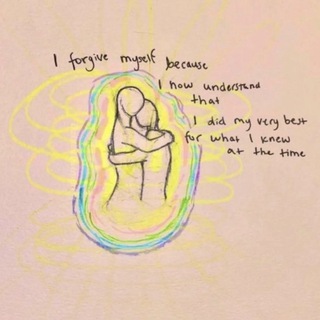 I forgive myself because
I now understand
that
I did my very best
for what I knew
at the time